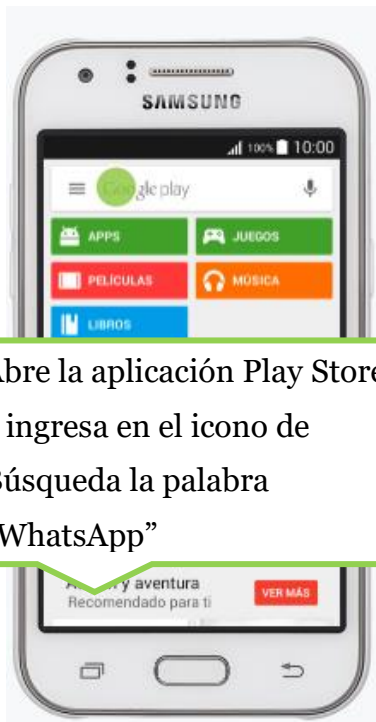 SAMSUNG
100% 10:00
Google play
APPS
JUEGOS
PELÍCULAS
MÚSICA
LIBROS
Abre la aplicación Play Store
ingresa en el icono de
Búsqueda la palabra
WhatsApp”
y aventura
Recomendado para ti
VER MÁS